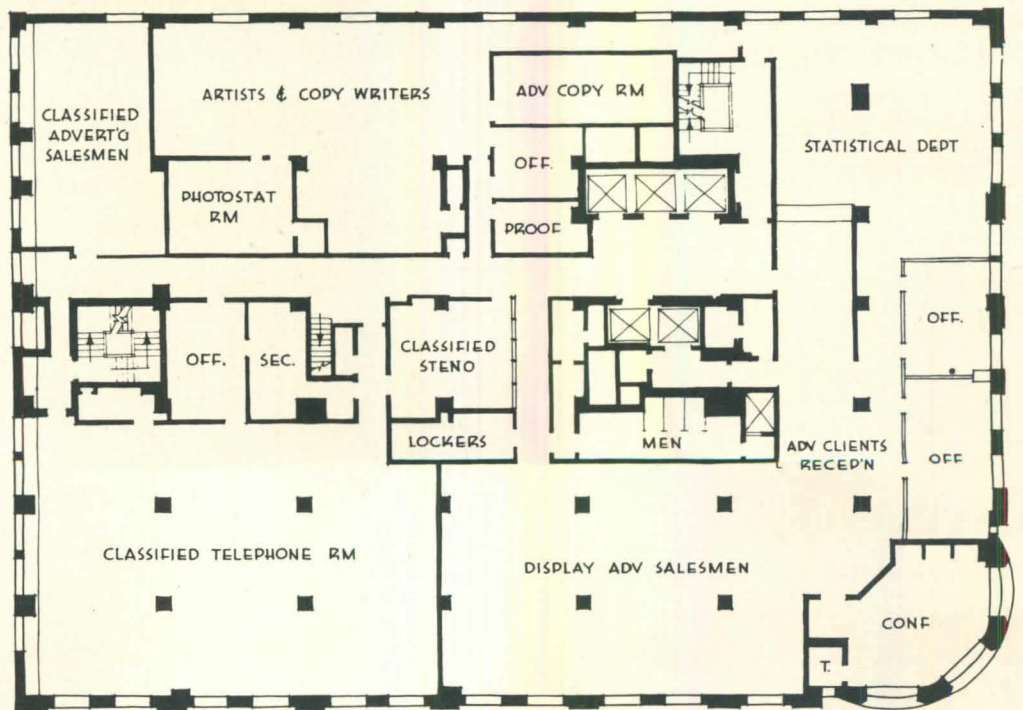 ARTISTS & COPY WRITERS
ADV COPY RM
CLASSIFIED
ADVERT'G
SALESMEN
STATISTICAL DEPT
OFF.
PHOTOSTAT
RM
PROOF
OFF.
OFF.
SEC.
CLASSIFIED
STENO
LOCKERS
MEN
ADV CLIENTS
RECEP'N
OFF
CLASSIFIED TELEPHONE RM
DISPLAY ADV SALESMEN
CONF
T.